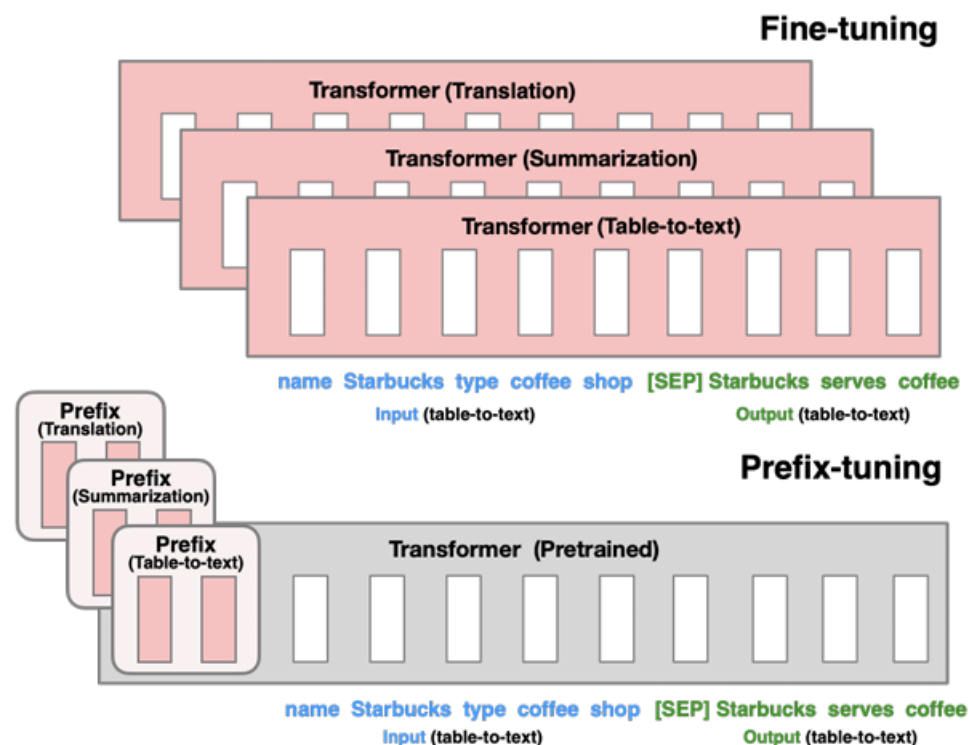 Fine-tuning
Transformer (Translation)
Transformer (Summarization)
Transformer (Table-to-text)
name Starbucks type coffee shop [SEP] Starbucks serves coffee
Input (table-to-text) Output (table-to-text)
Prefix
(Translation)
Prefix-tuning
Prefix
(Summarization)
Prefix
(Table-to-text)
Transformer (Pretrained)
name Starbucks type coffee shop [SEP] Starbucks serves coffee
Input (table-to-text) Output (table-to-text)